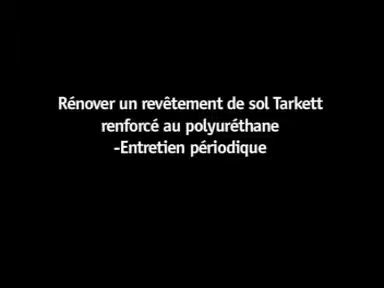 Rénover un revêtement de sol Tarkett
renforcé au polyuréthane
-Entretien périodique